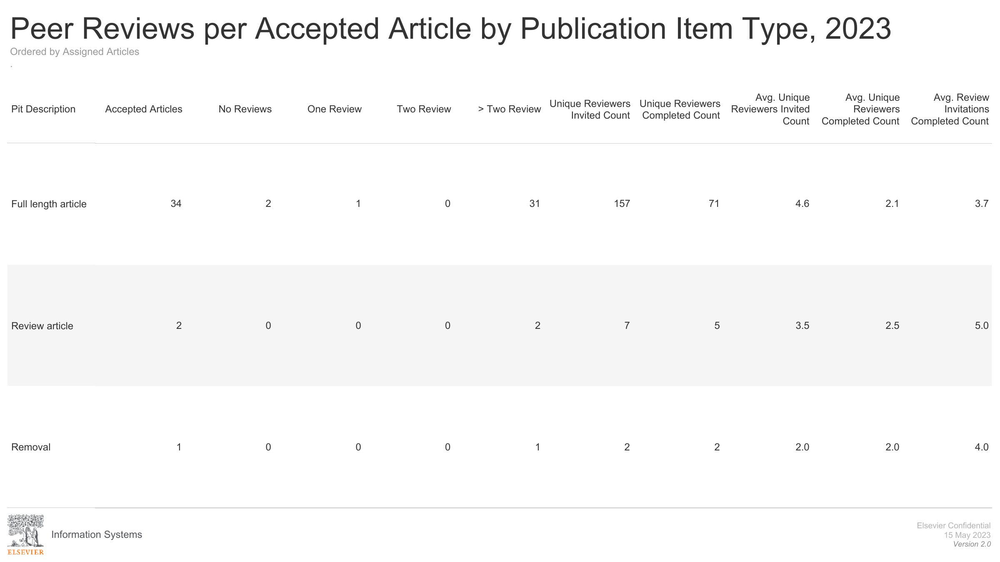 Peer Reviews per Accepted Article by Publication Item Type, 2023
Ordered by Assigned Articles
.
Pit Description Accepted Articles No Reviews One Review Two Review > Two Review Unique Reviewers Invited Count Unique Reviewers Completed Count Avg. Unique Reviewers Invited Count Avg. Unique Reviewers Completed Count Avg. Review Invitations Completed Count
Full length article 34 2 1 0 31 157 71 4.6 2.1 3.7
Review article 2 0 0 0 2 7 5 3.5 2.5 5.0
Removal 1 0 0 0 1 2 2 2.0 2.0 4.0
ELSEVIER
Information Systems
Elsevier Confidential
15 May 2023
Version 2.0